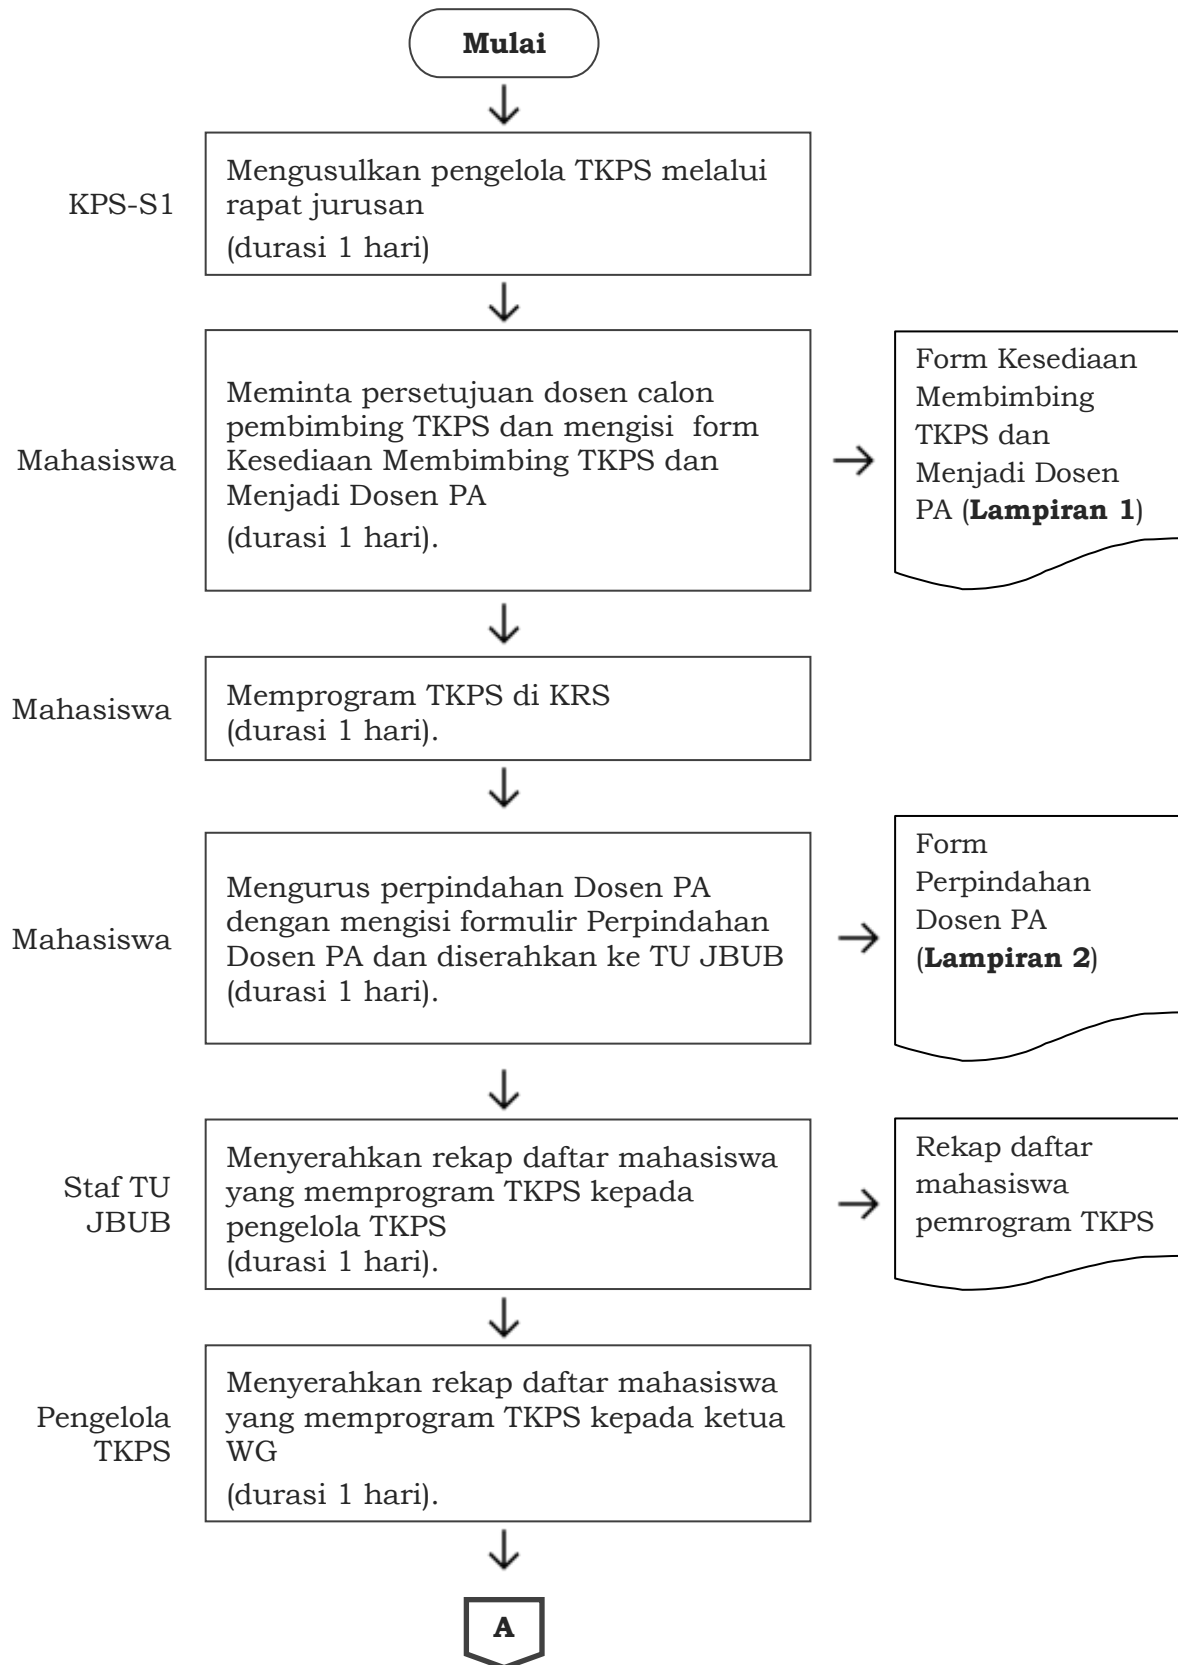 Mulai
KPS-S1
Mengusulkan pengelola TKPS melalui
rapat jurusan
(durasi 1 hari)
Mahasiswa
Meminta persetujuan dosen calon
pembimbing TKPS dan mengisi  form
Kesediaan Membimbing TKPS dan
Menjadi Dosen PA
(durasi 1 hari).
Form Kesediaan
Membimbing
TKPS dan
Menjadi Dosen
PA (Lampiran 1)
Mahasiswa
Memprogram TKPS di KRS
(durasi 1 hari).
Mahasiswa
Mengurus perpindahan Dosen PA
dengan mengisi formulir Perpindahan
Dosen PA dan diserahkan ke TU JBUB
(durasi 1 hari).
Form
Perpindahan
Dosen PA
(Lampiran 2)
Staf TU
JBUB
Menyerahkan rekap daftar mahasiswa
yang memprogram TKPS kepada
pengelola TKPS
(durasi 1 hari).
Rekap daftar
mahasiswa
pemrogram TKPS
Pengelola
TKPS
Menyerahkan rekap daftar mahasiswa
yang memprogram TKPS kepada ketua
WG
(durasi 1 hari).
A